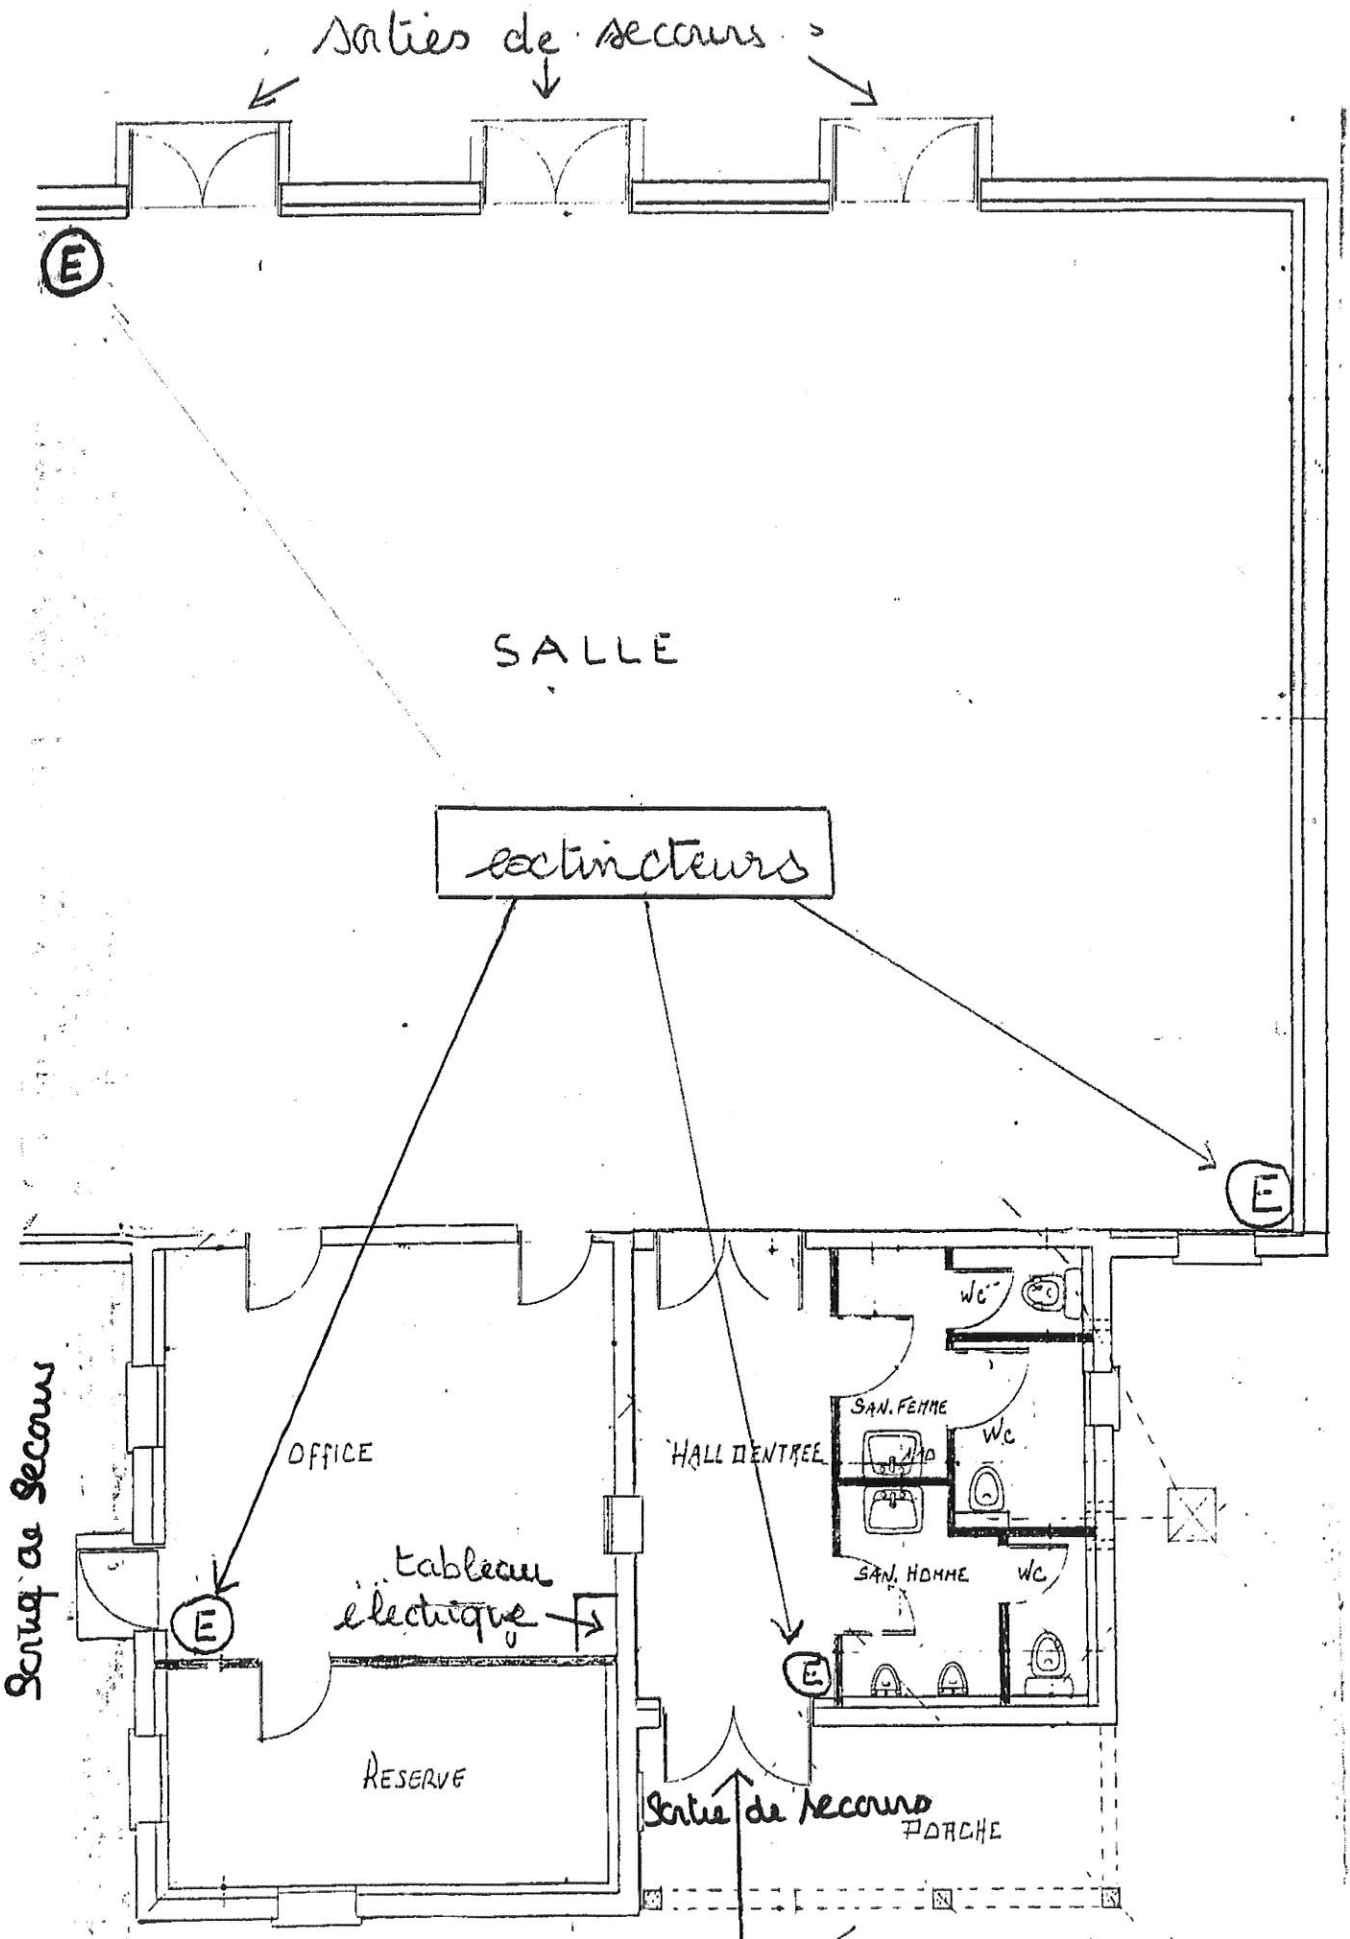 sorties de secours
E
SALLE
extincteurs
E
WC
SAN. FEMME
WC
OFFICE
HALL D'ENTREE
Sortie de Secours
tableau
électrique
SAN. HOMME
WC
E
E
RESERVE
Sortie de secours
PORCHE